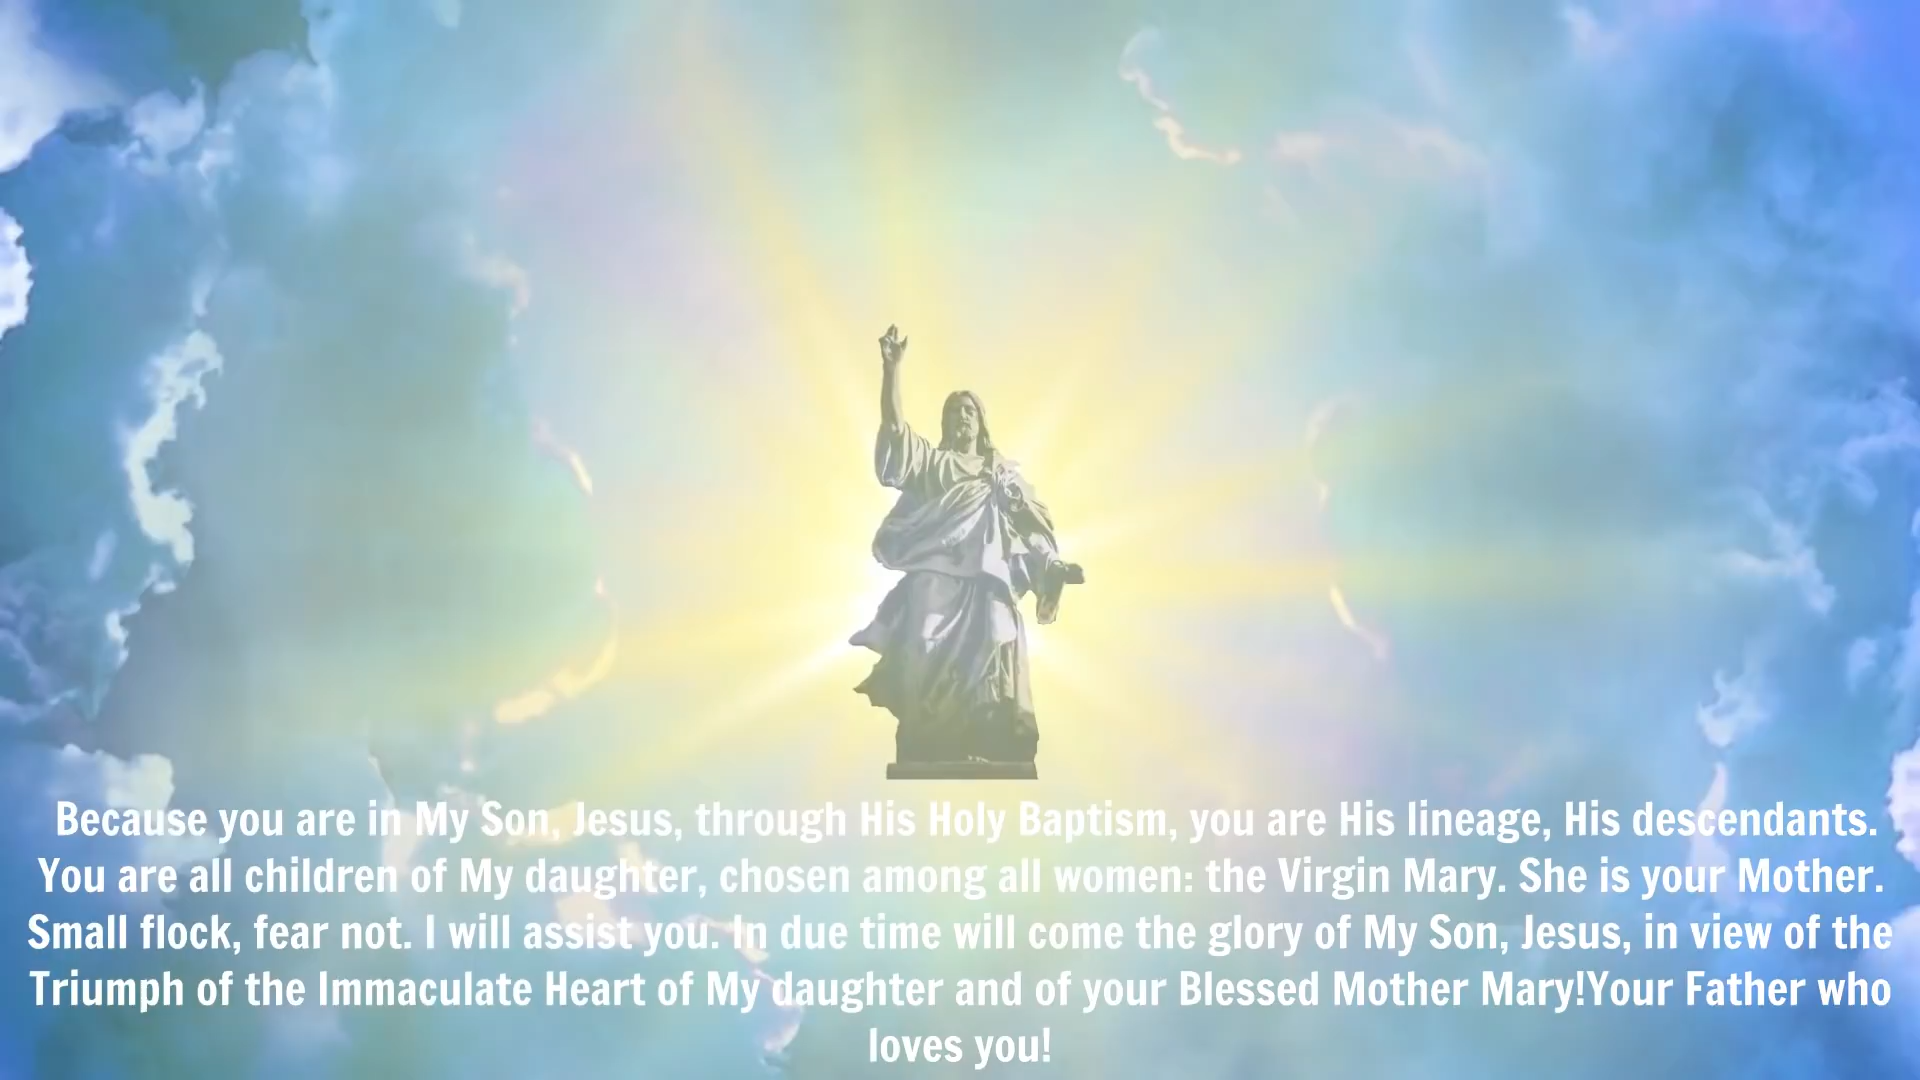 Because you are in My Son, Jesus, through His Holy Baptism, you are His lineage, His descendants.
You are all children of My daughter, chosen among all women: the Virgin Mary. She is your Mother.
Small flock, fear not. I will assist you. In due time will come the glory of My Son, Jesus, in view of the
Triumph of the Immaculate Heart of My daughter and of your Blessed Mother Mary!Your Father who
loves you!